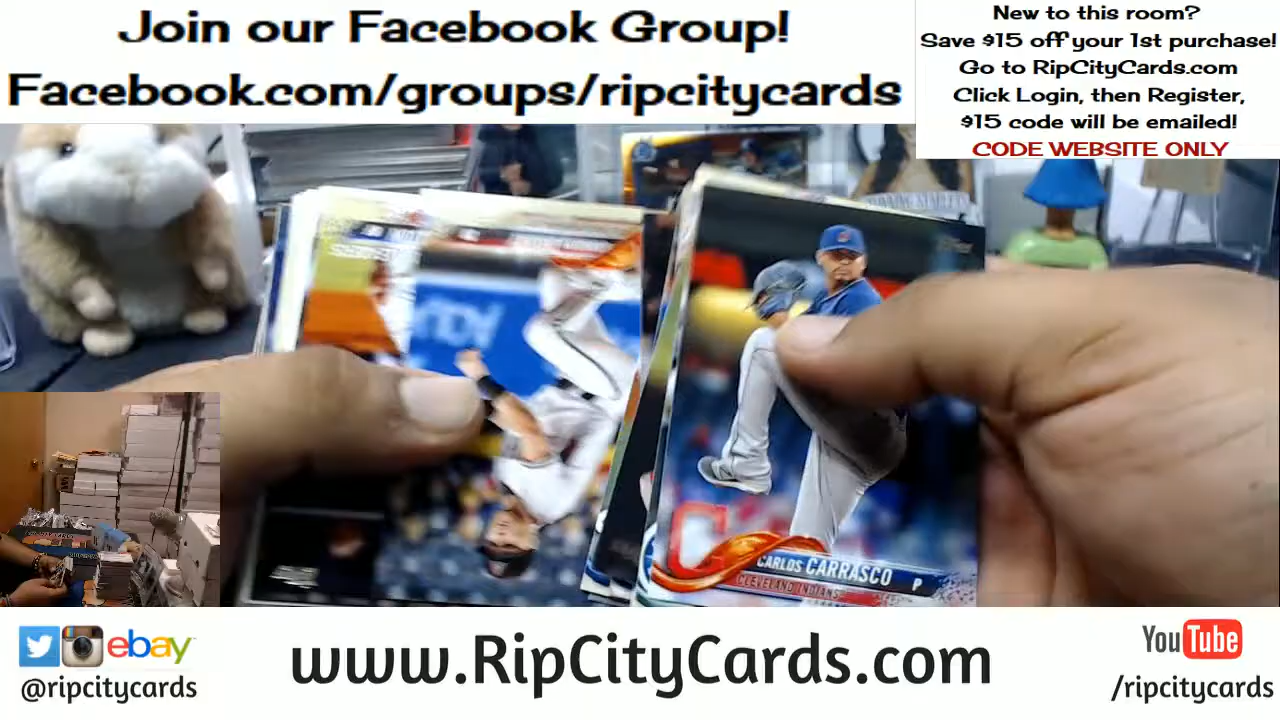 Join our Facebook Group!
Facebook.com/groups/ripcitycards
New to this room?
Save $15 off your 1st purchase!
Go to RipCityCards.com
Click Login, then Register,
$15 code will be emailed!
CODE WEBSITE ONLY
CARLOS CARRASCO P
CLEVELAND INDIANS
ebay
@ripcitycards
www.RipCityCards.com
YouTube
/ripcitycards